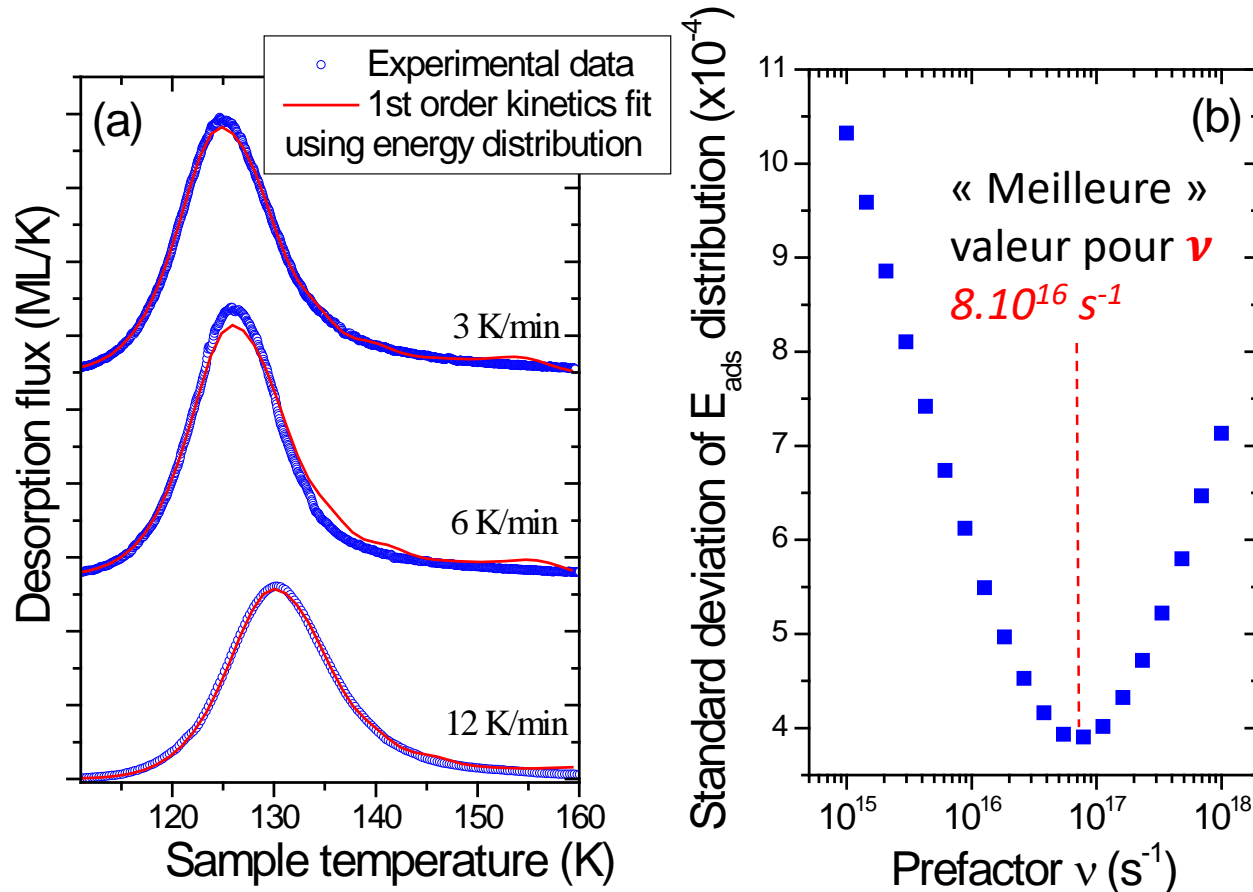 Experimental data
1st order kinetics fit
using energy distribution
(a)
3 K/min
6 K/min
12 K/min
Desorption flux (ML/K)
120 130 140 150 160
Sample temperature (K)
(b)
« Meilleure »
valeur pour ν
8.10¹⁶ s⁻¹
Standard deviation of E_ads distribution (x10⁻⁴)
11
10
9
8
7
6
5
4
10¹⁵ 10¹⁶ 10¹⁷ 10¹⁸
Prefactor ν (s⁻¹)